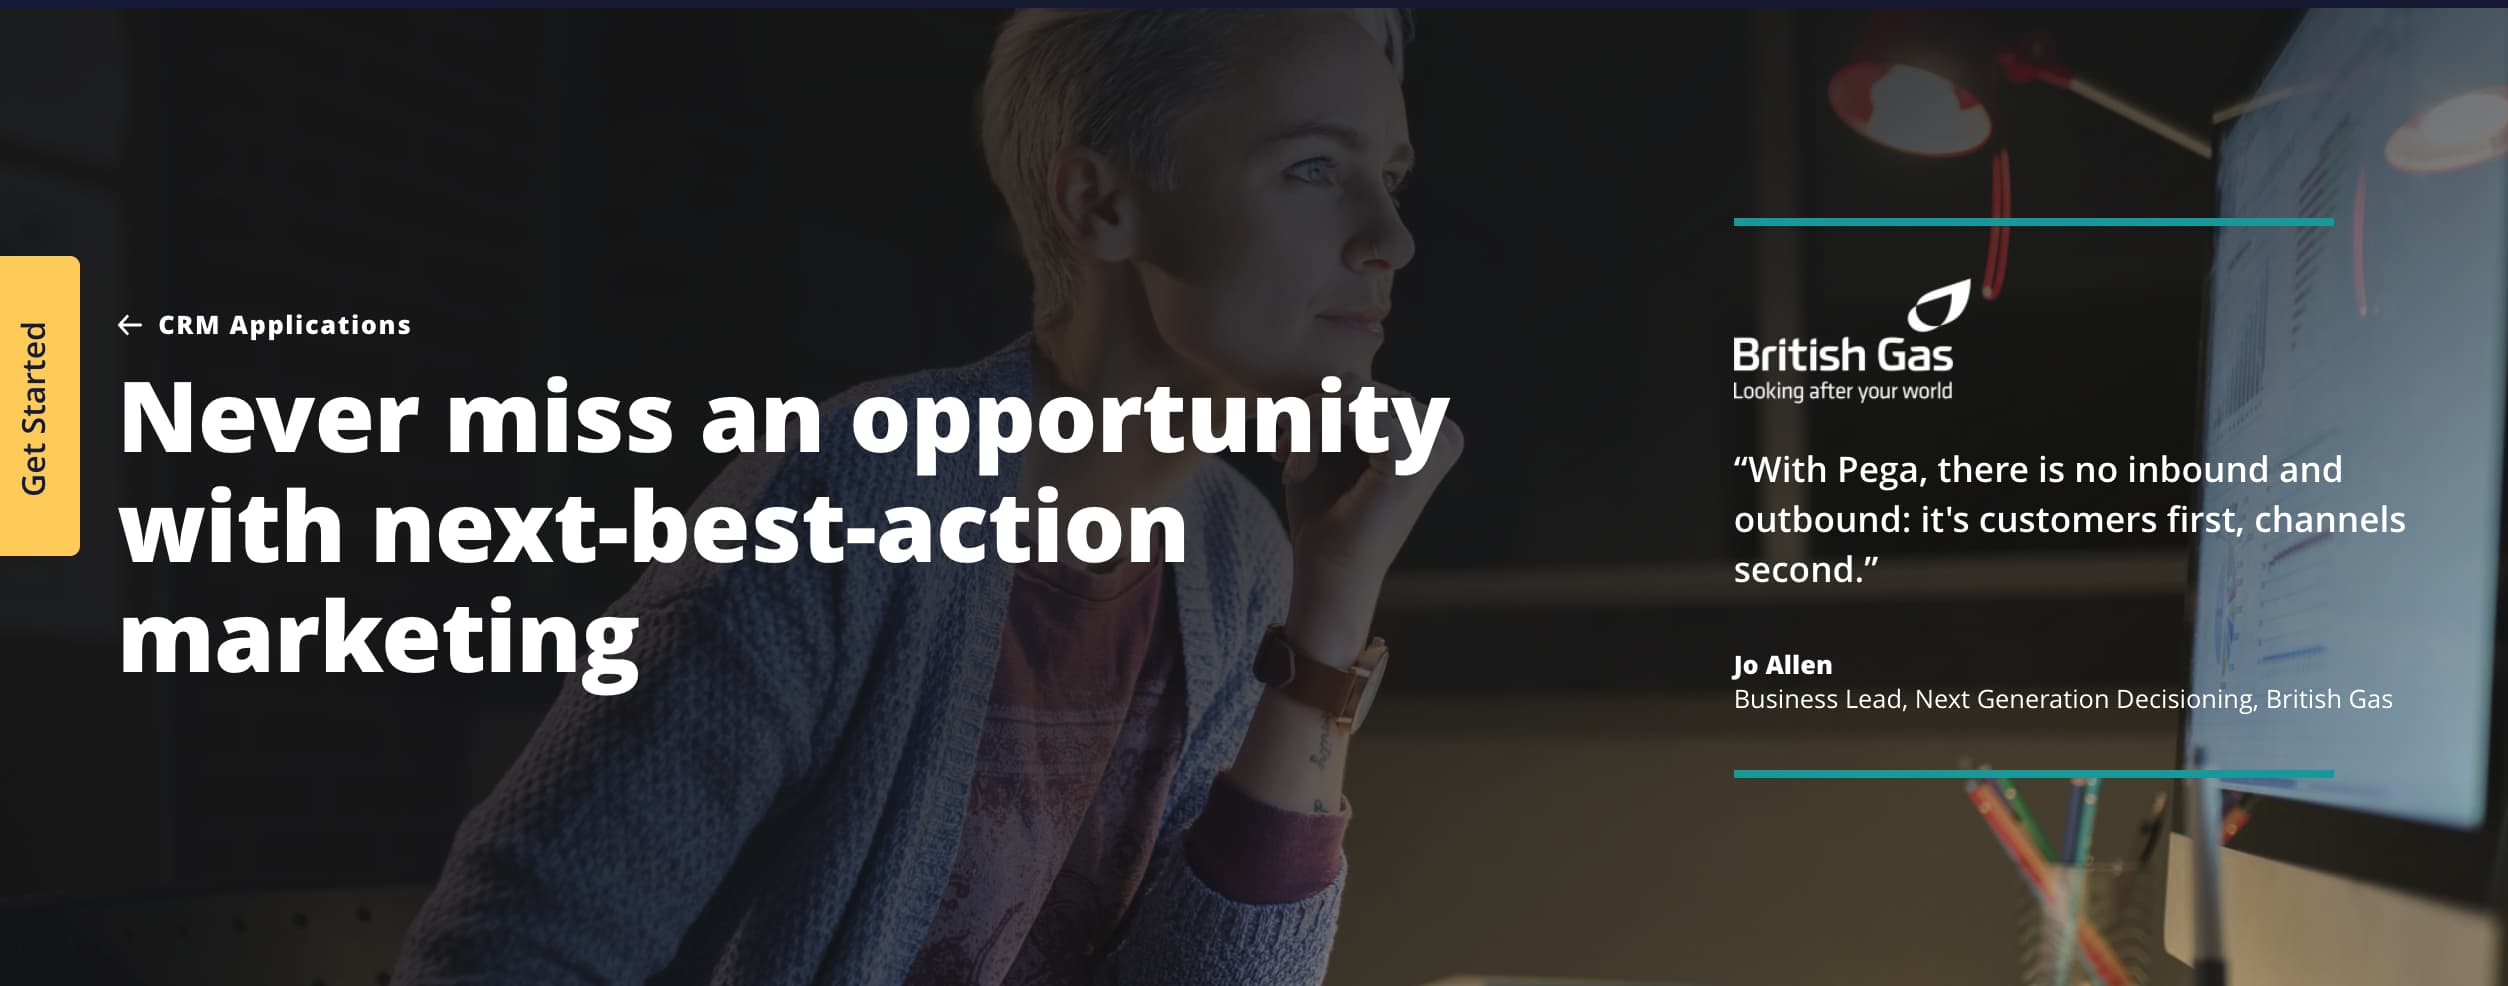 Get Started
CRM Applications
Never miss an opportunity
with next-best-action
marketing
British Gas
Looking after your world
“With Pega, there is no inbound and
outbound: it's customers first, channels
second.”
Jo Allen
Business Lead, Next Generation Decisioning, British Gas